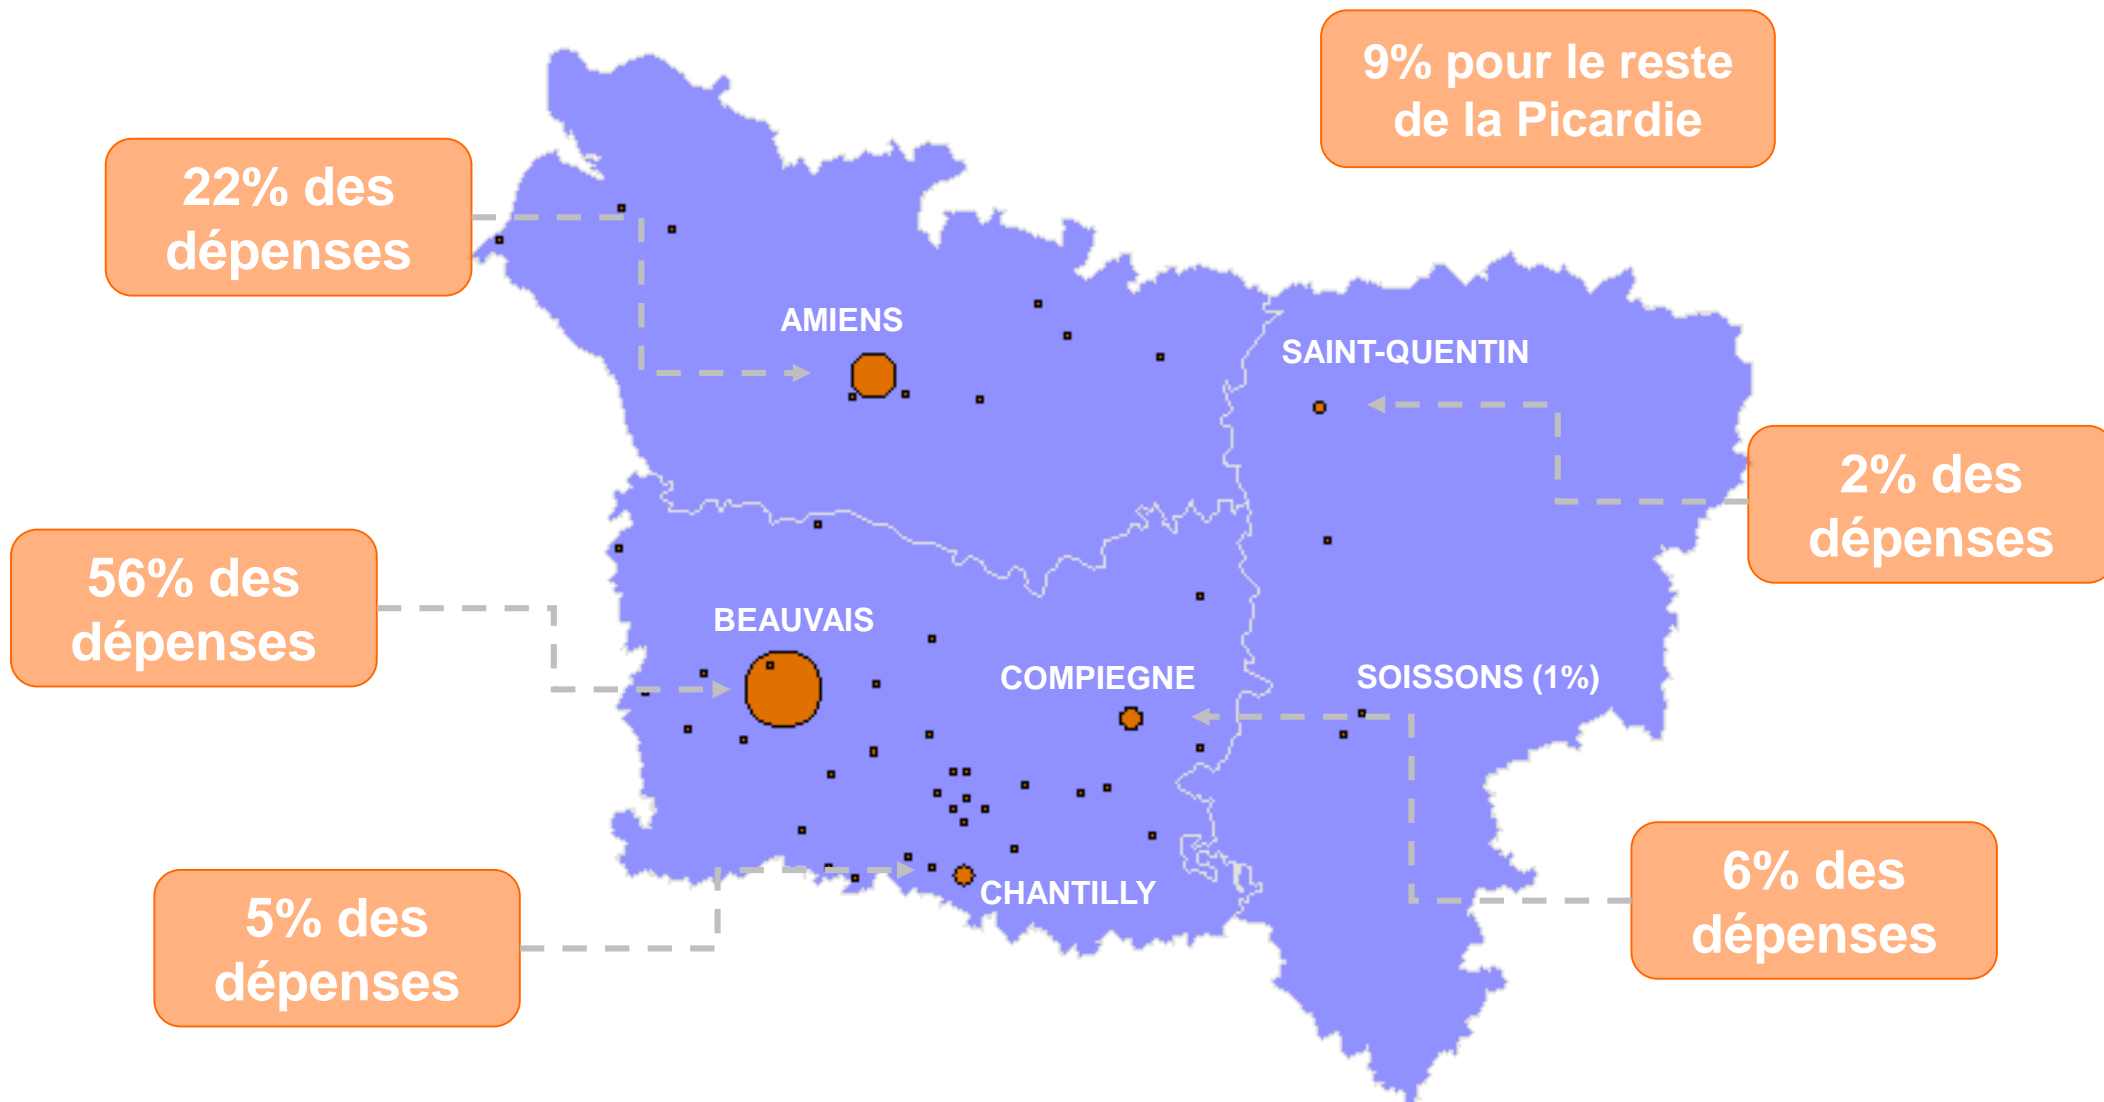 9% pour le reste
de la Picardie
22% des
dépenses
AMIENS
SAINT-QUENTIN
2% des
dépenses
56% des
dépenses
BEAUVAIS
COMPIEGNE
SOISSONS (1%)
5% des
dépenses
CHANTILLY
6% des
dépenses